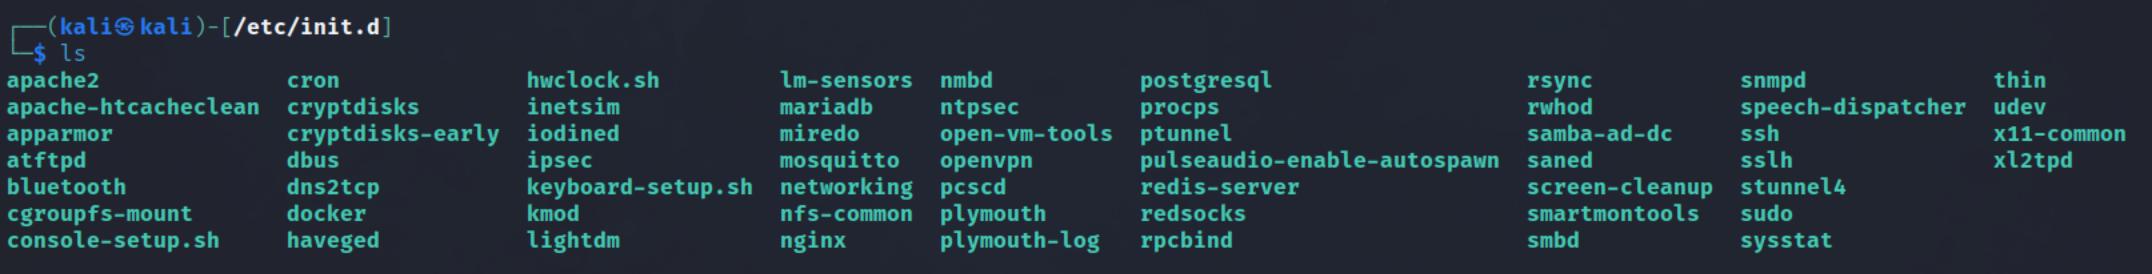 ┌──(kali㉿kali)-[/etc/init.d]
└─$ ls
apache2             cron              hwclock.sh         lm-sensors  nmbd           postgresql                   rsync           snmpd              thin
apache-htcacheclean cryptdisks        inetsim            mariadb     ntpsec         procps                       rwhod           speech-dispatcher  udev
apparmor            cryptdisks-early  iodined            miredo      open-vm-tools  ptunnel                      samba-ad-dc     ssh                x11-common
atftpd              dbus              ipsec              mosquitto   openvpn        pulseaudio-enable-autospawn  saned           sslh               xl2tpd
bluetooth           dns2tcp           keyboard-setup.sh  networking  pcscd          redis-server                 screen-cleanup  stunnel4
cgroupfs-mount      docker            kmod               nfs-common  plymouth       redsocks                     smartmontools   sudo
console-setup.sh    haveged           lightdm            nginx       plymouth-log   rpcbind                      smbd            sysstat